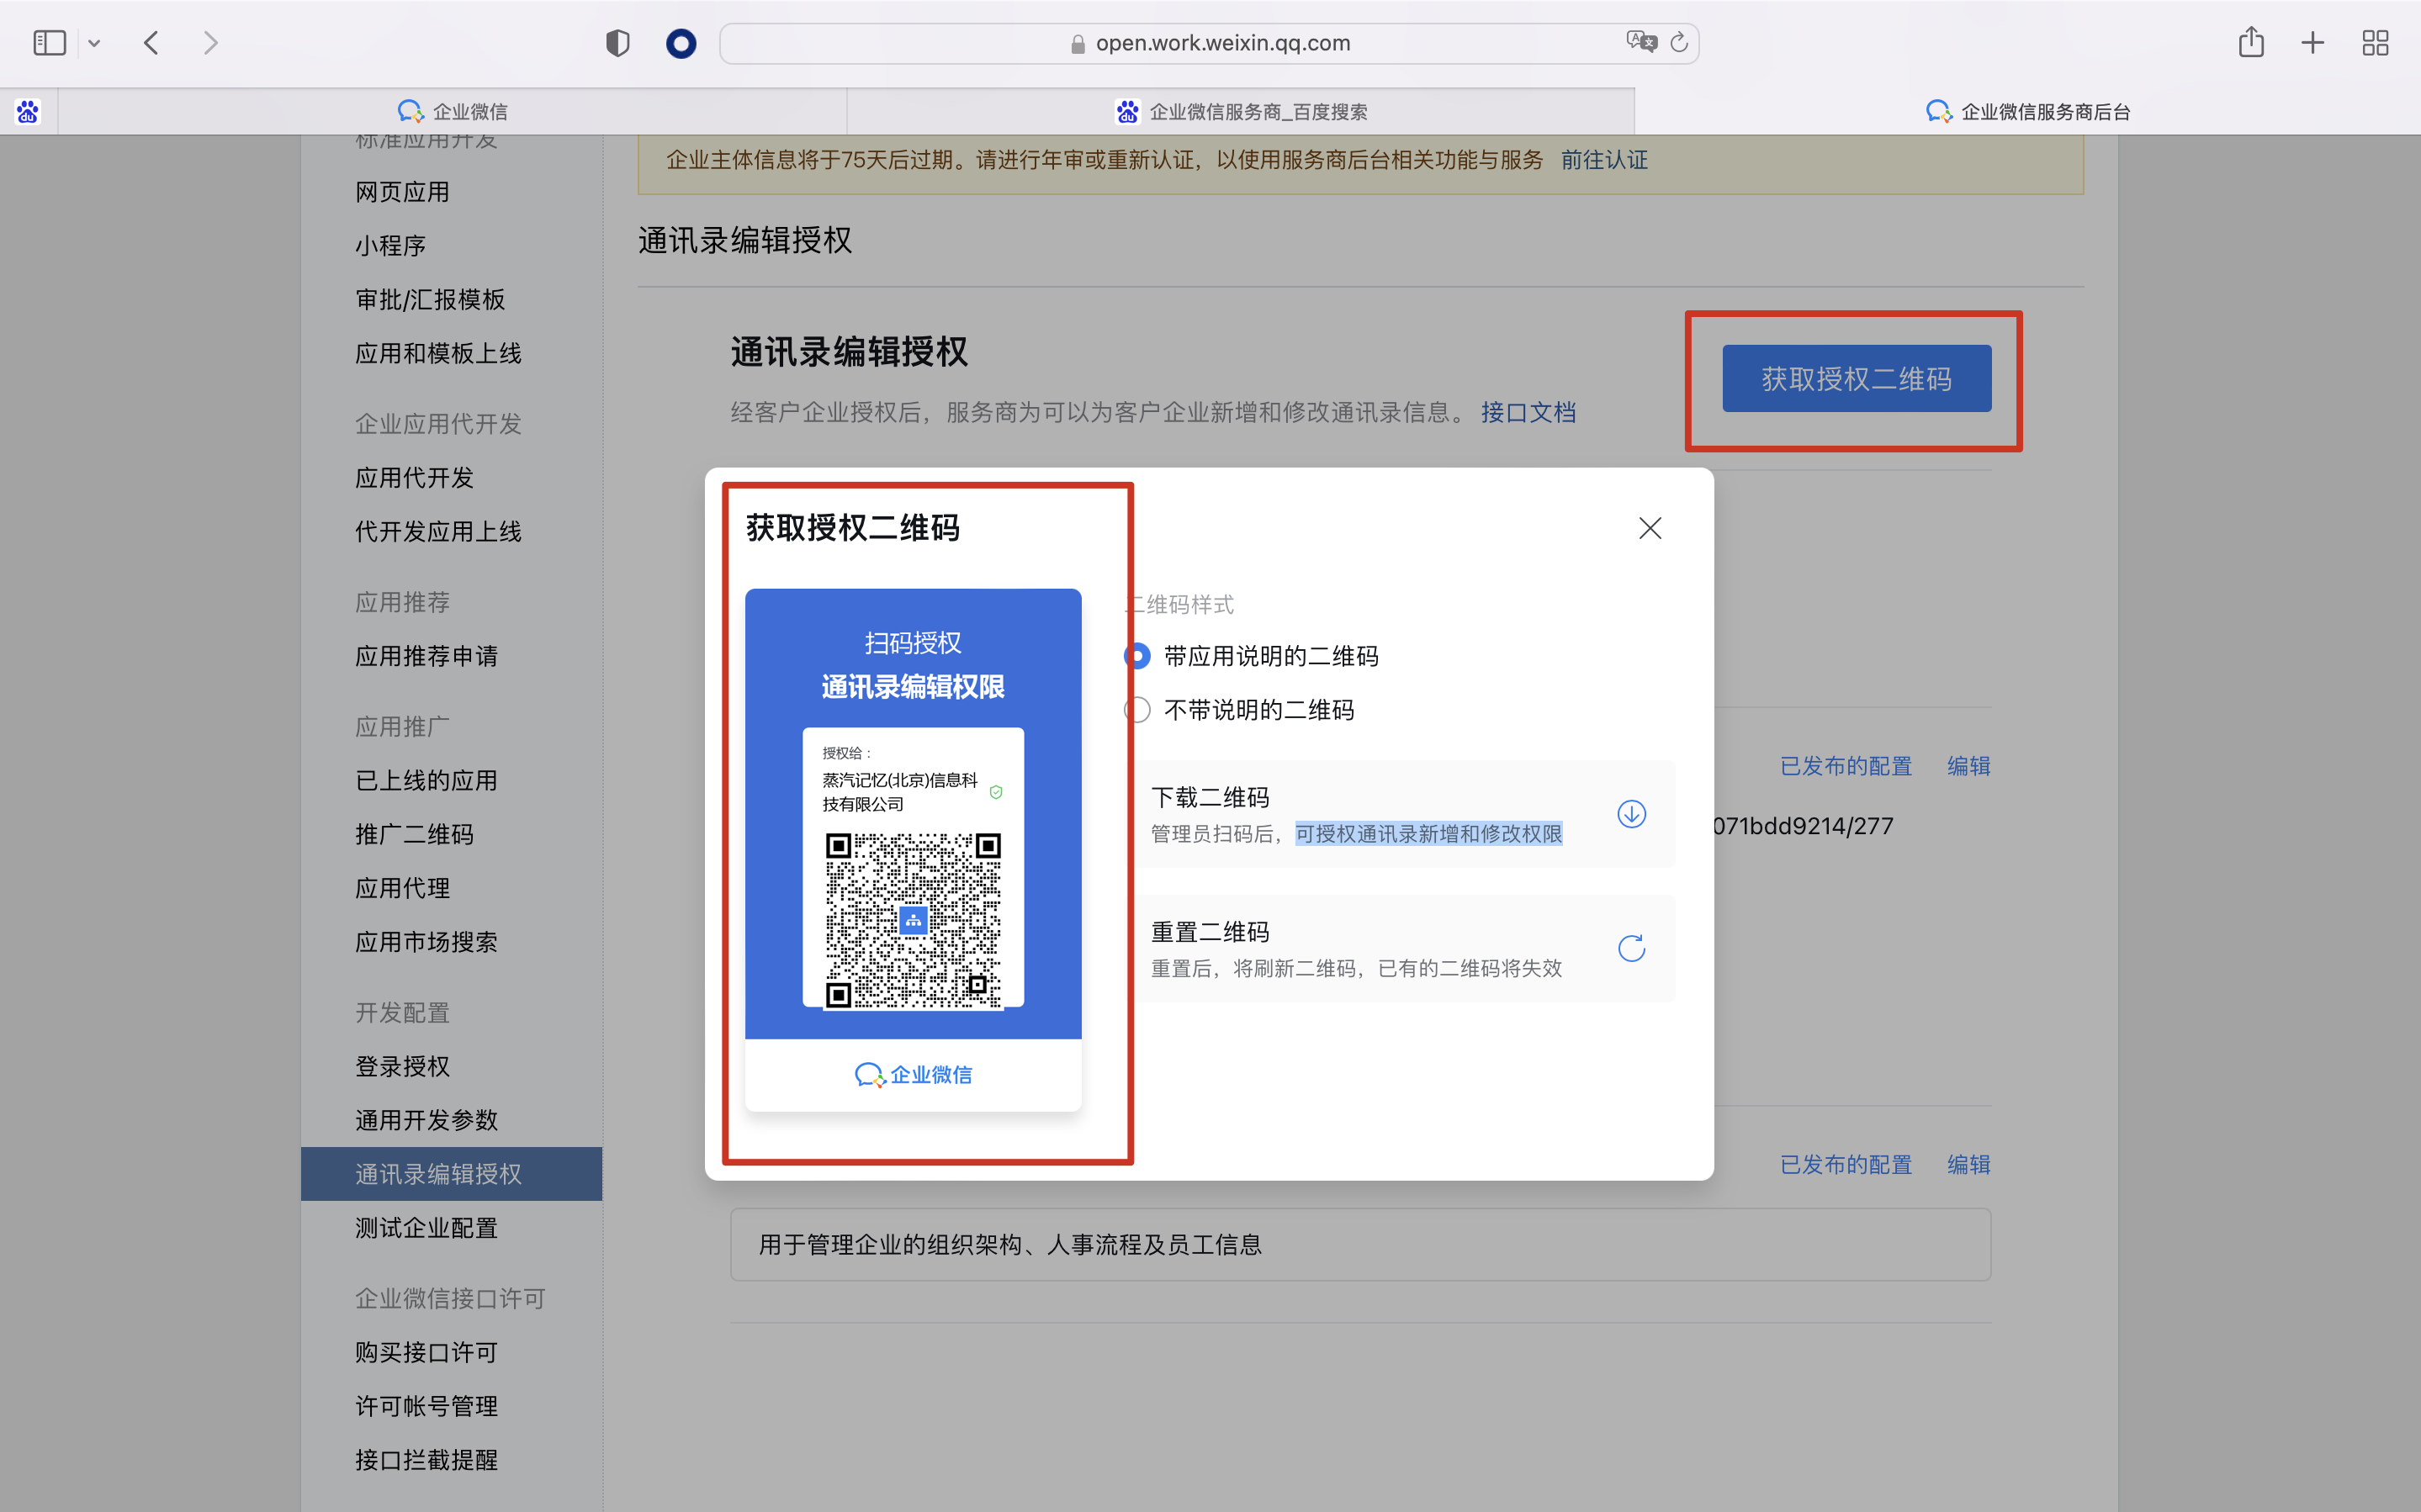 open.work.weixin.qq.com
企业微信
企业微信服务商_百度搜索
企业微信服务商后台
标准应用开发
网页应用
小程序
审批/汇报模板
应用和模板上线
企业应用代开发
应用代开发
代开发应用上线
应用推荐
应用推荐申请
应用推广
已上线的应用
推广二维码
应用代理
应用市场搜索
开发配置
登录授权
通用开发参数
通讯录编辑授权
测试企业配置
企业微信接口许可
购买接口许可
许可帐号管理
接口拦截提醒
企业主体信息将于75天后过期。请进行年审或重新认证，以使用服务商后台相关功能与服务 前往认证
通讯录编辑授权
通讯录编辑授权
获取授权二维码
经客户企业授权后，服务商为可以为客户企业新增和修改通讯录信息。 接口文档
获取授权二维码
扫码授权
通讯录编辑权限
授权给：
蒸汽记忆(北京)信息科
技有限公司
企业微信
二维码样式
带应用说明的二维码
不带说明的二维码
下载二维码
管理员扫码后，可授权通讯录新增和修改权限
重置二维码
重置后，将刷新二维码，已有的二维码将失效
已发布的配置 编辑
071bdd9214/277
已发布的配置 编辑
用于管理企业的组织架构、人事流程及员工信息